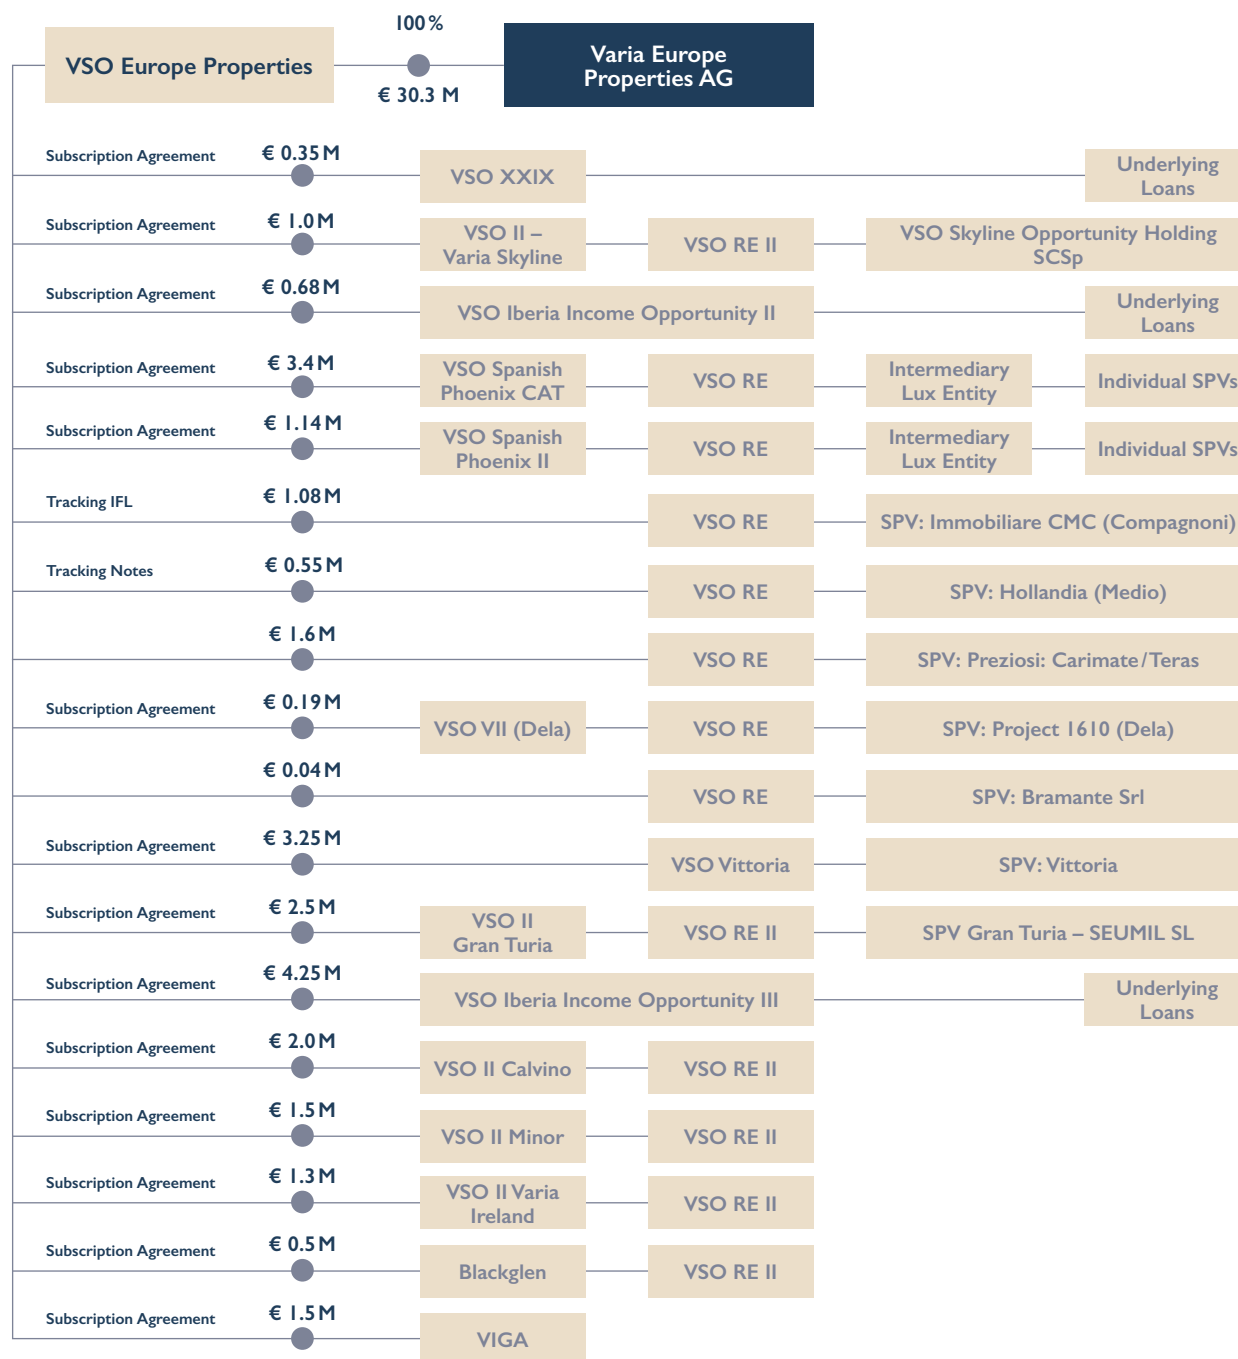 100%
VSO Europe Properties
Varia Europe
Properties AG
€ 30.3 M
Subscription Agreement
€ 0.35 M
VSO XXIX
Underlying
Loans
Subscription Agreement
€ 1.0 M
VSO II –
Varia Skyline
VSO RE II
VSO Skyline Opportunity Holding
SCSp
Subscription Agreement
€ 0.68 M
VSO Iberia Income Opportunity II
Underlying
Loans
Subscription Agreement
€ 3.4 M
VSO Spanish
Phoenix CAT
VSO RE
Intermediary
Lux Entity
Individual SPVs
Subscription Agreement
€ 1.14 M
VSO Spanish
Phoenix II
VSO RE
Intermediary
Lux Entity
Individual SPVs
Tracking IFL
€ 1.08 M
VSO RE
SPV: Immobiliare CMC (Compagnoni)
Tracking Notes
€ 0.55 M
VSO RE
SPV: Hollandia (Medio)
€ 1.6 M
VSO RE
SPV: Preziosi: Carimate/Teras
Subscription Agreement
€ 0.19 M
VSO VII (Dela)
VSO RE
SPV: Project 1610 (Dela)
€ 0.04 M
VSO RE
SPV: Bramante Srl
Subscription Agreement
€ 3.25 M
VSO Vittoria
SPV: Vittoria
Subscription Agreement
€ 2.5 M
VSO II
Gran Turia
VSO RE II
SPV Gran Turia – SEUMIL SL
Subscription Agreement
€ 4.25 M
VSO Iberia Income Opportunity III
Underlying
Loans
Subscription Agreement
€ 2.0 M
VSO II Calvino
VSO RE II
Subscription Agreement
€ 1.5 M
VSO II Minor
VSO RE II
Subscription Agreement
€ 1.3 M
VSO II Varia
Ireland
VSO RE II
Subscription Agreement
€ 0.5 M
Blackglen
VSO RE II
Subscription Agreement
€ 1.5 M
VIGA